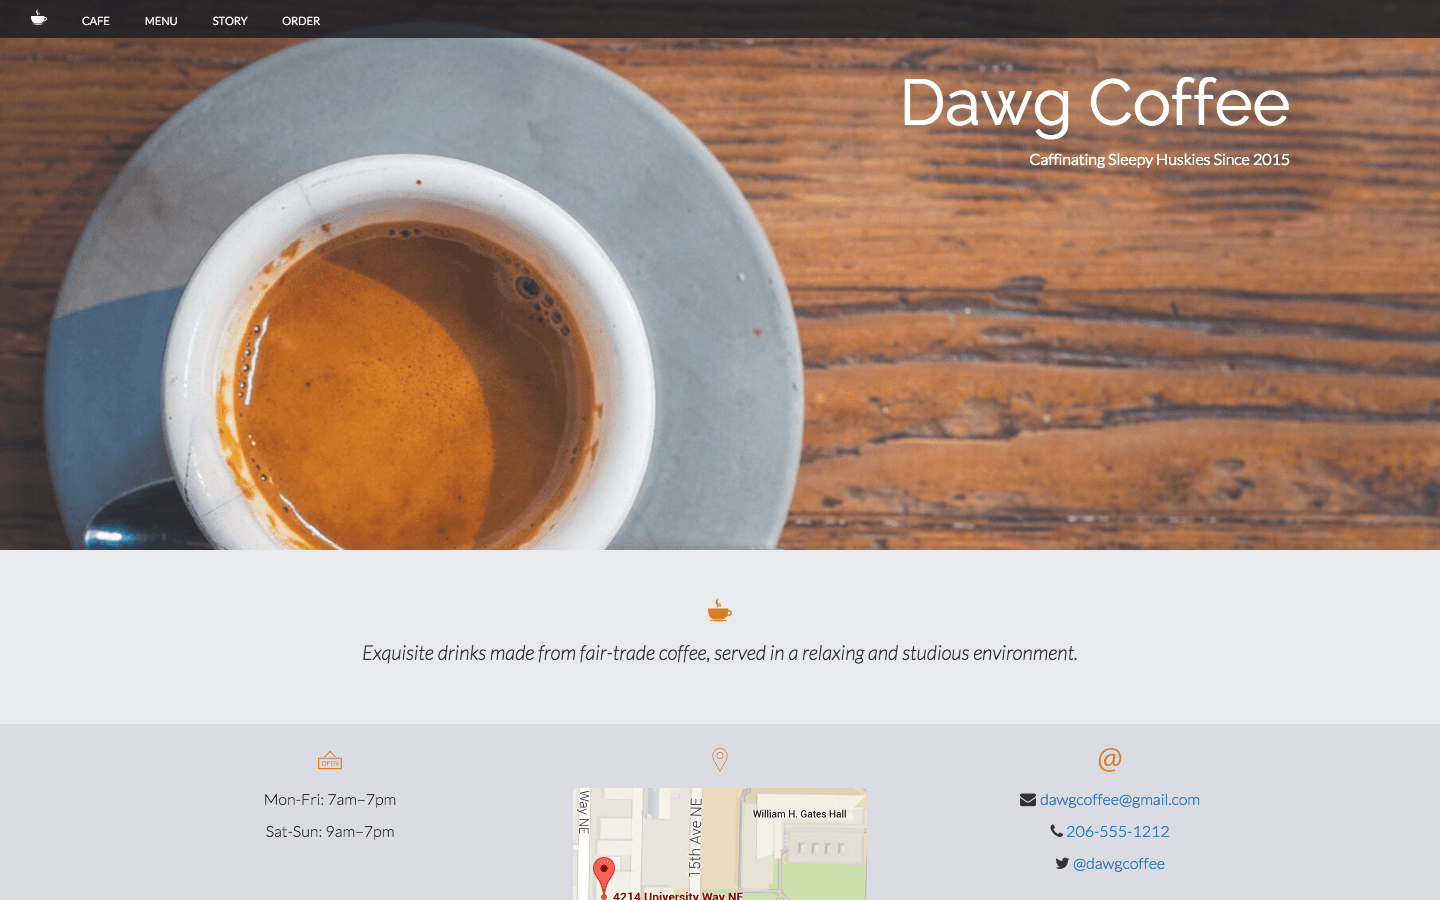 CAFE MENU STORY ORDER
Dawg Coffee
Caffinating Sleepy Huskies Since 2015
Exquisite drinks made from fair-trade coffee, served in a relaxing and studious environment.
OPEN
Mon-Fri: 7am–7pm
Sat-Sun: 9am–7pm
Way NE
15th Ave NE
William H. Gates Hall
4214 University Way NE
@
dawgcoffee@gmail.com
206-555-1212
@dawgcoffee